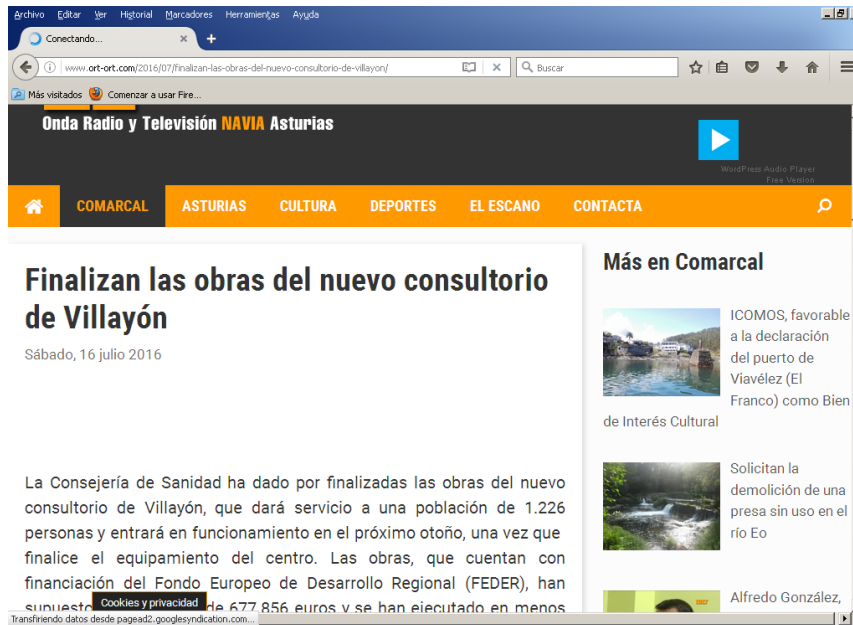 Archivo Editar Ver Historial Marcadores Herramientas Ayuda
Conectando...
www.ort-ort.com/2016/07/finalizan-las-obras-del-nuevo-consultorio-de-villayon/
Buscar
Más visitados Comenzar a usar Fire...
Onda Radio y Televisión NAVIA Asturias
WordPress Audio Player
Free Version
COMARCAL ASTURIAS CULTURA DEPORTES EL ESCANO CONTACTA
Finalizan las obras del nuevo consultorio
de Villayón
Sábado, 16 julio 2016
La Consejería de Sanidad ha dado por finalizadas las obras del nuevo
consultorio de Villayón, que dará servicio a una población de 1.226
personas y entrará en funcionamiento en el próximo otoño, una vez que
finalice el equipamiento del centro. Las obras, que cuentan con
financiación del Fondo Europeo de Desarrollo Regional (FEDER), han
supuesto de 677.856 euros y se han ejecutado en menos
Cookies y privacidad
Transfiriendo datos desde pagead2.googlesyndication.com...
Más en Comarcal
ICOMOS, favorable
a la declaración
del puerto de
Viavélez (El
Franco) como Bien
de Interés Cultural
Solicitan la
demolición de una
presa sin uso en el
río Eo
Alfredo González,